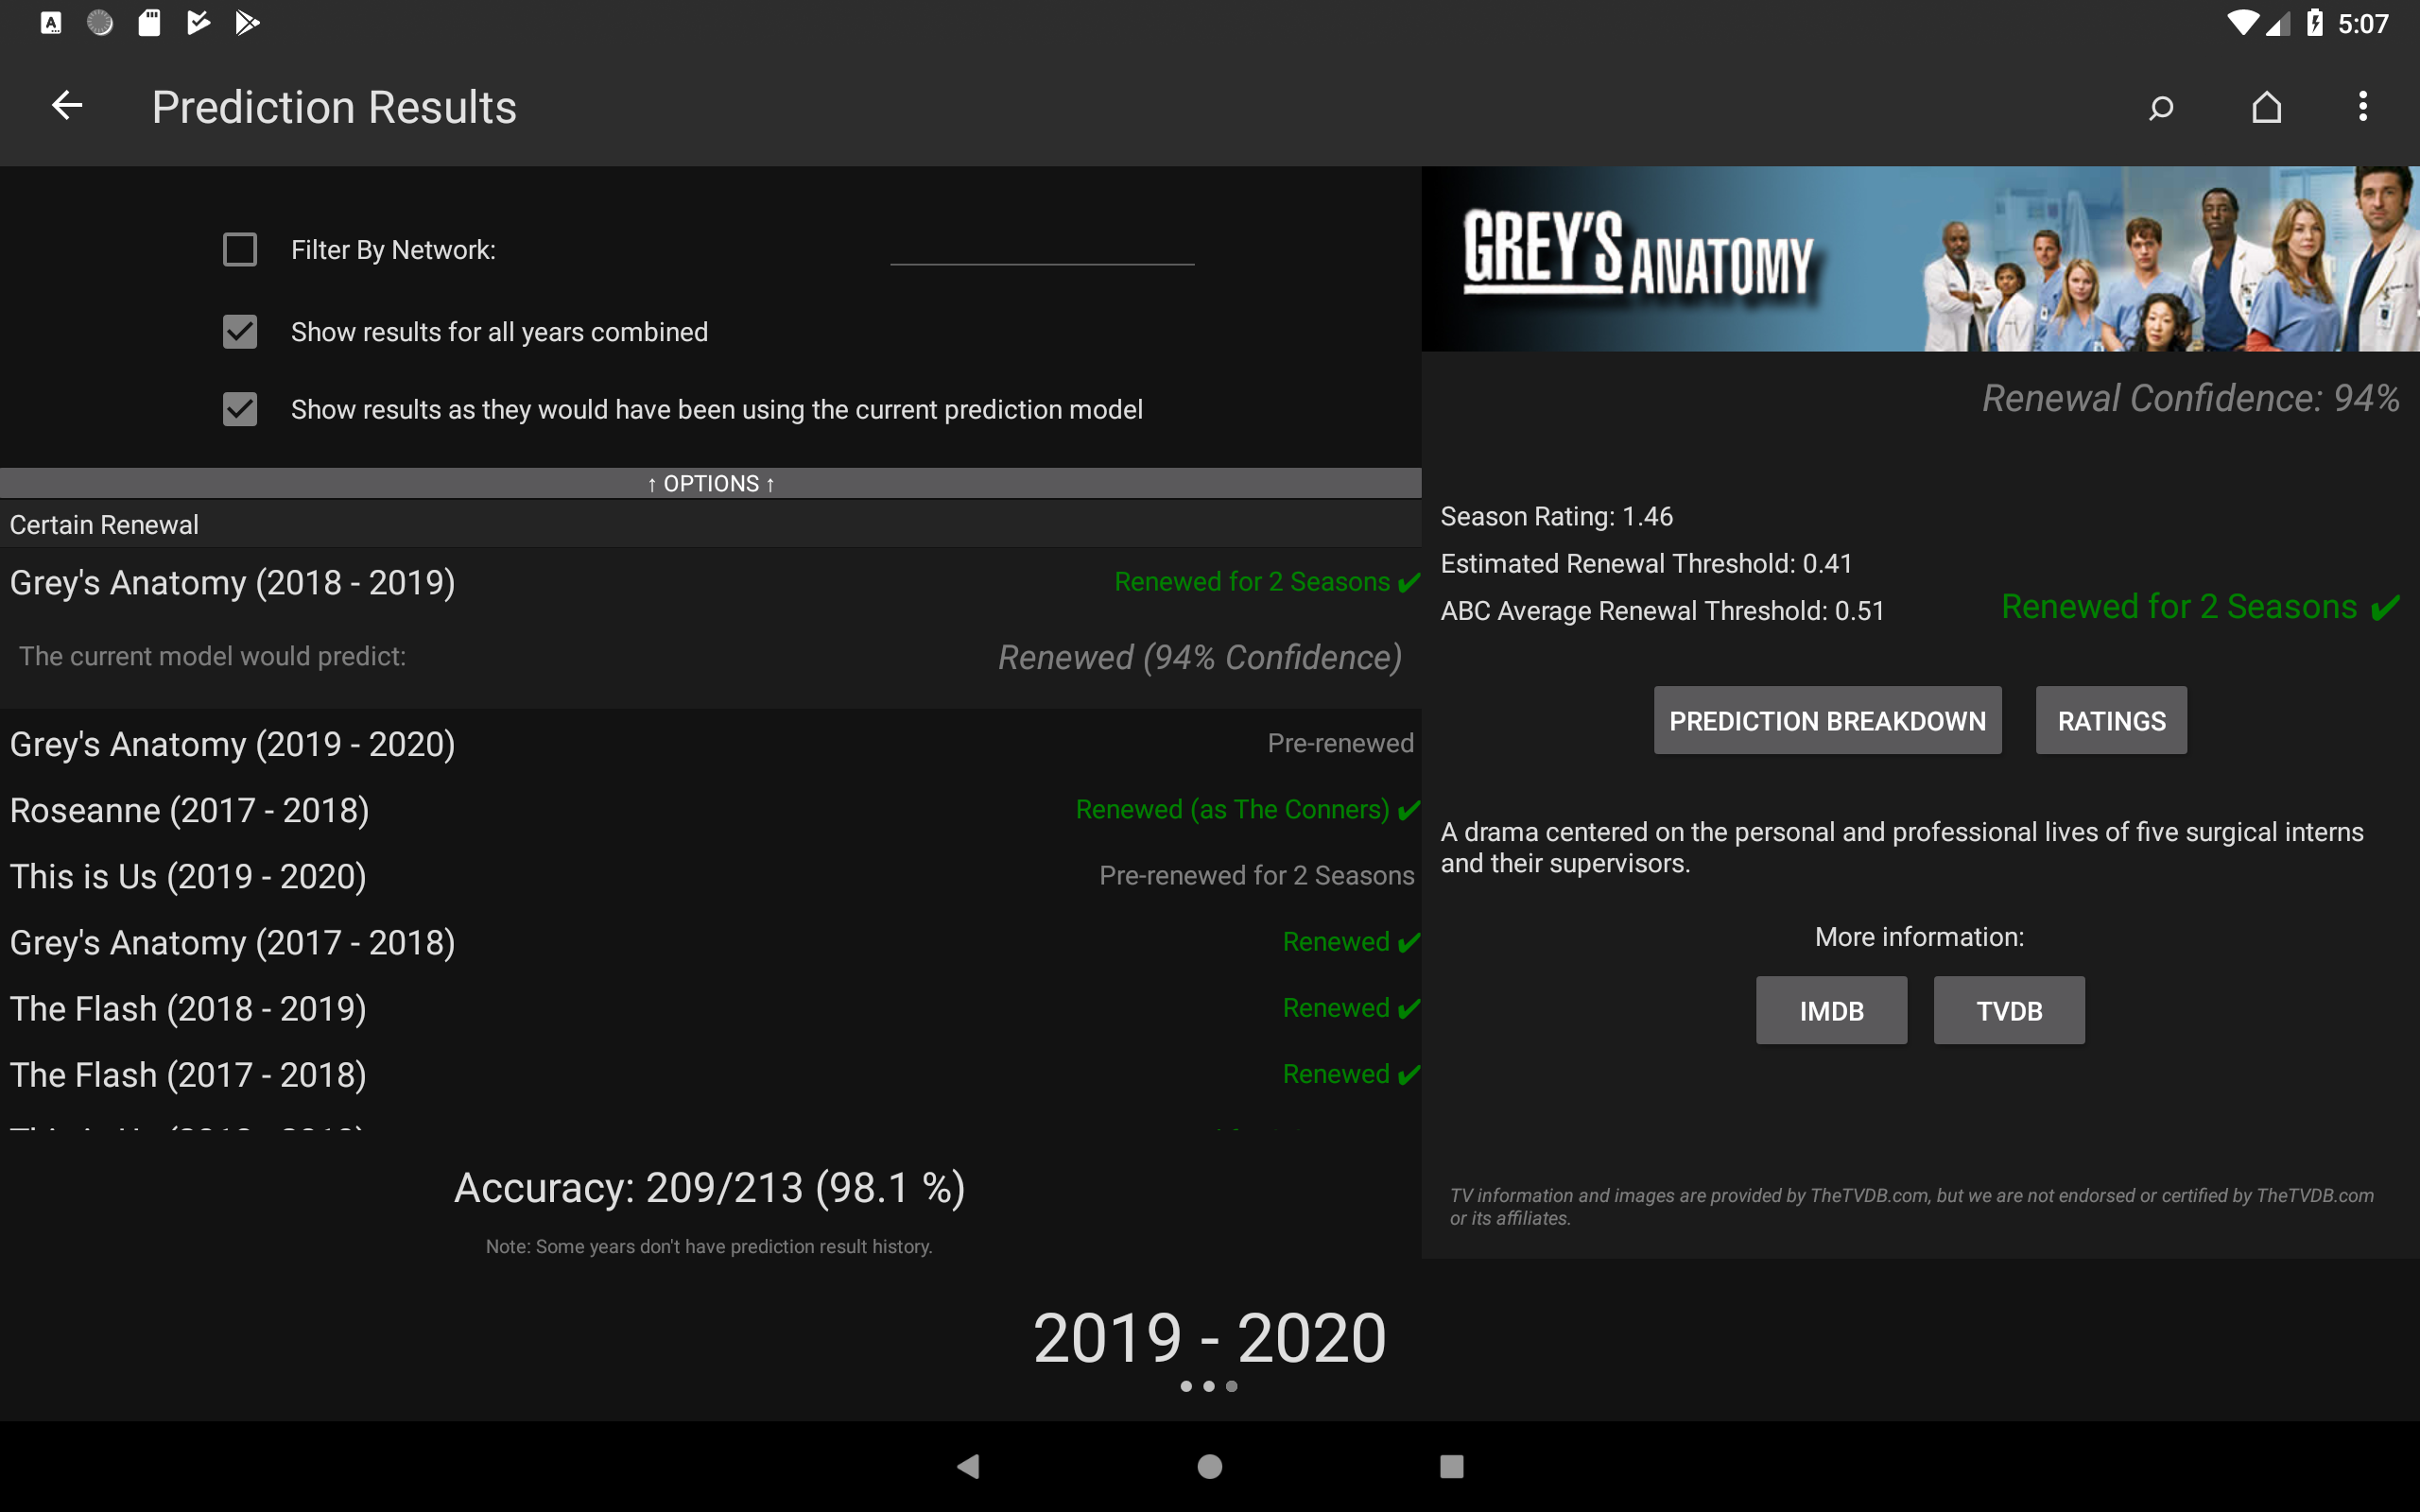 5:07
Prediction Results
Filter By Network:
Show results for all years combined
Show results as they would have been using the current prediction model
↑ OPTIONS ↑
Certain Renewal
Grey's Anatomy (2018 - 2019)
Renewed for 2 Seasons ✔
The current model would predict:
Renewed (94% Confidence)
Grey's Anatomy (2019 - 2020)
Pre-renewed
Roseanne (2017 - 2018)
Renewed (as The Conners) ✔
This is Us (2019 - 2020)
Pre-renewed for 2 Seasons
Grey's Anatomy (2017 - 2018)
Renewed ✔
The Flash (2018 - 2019)
Renewed ✔
The Flash (2017 - 2018)
Renewed ✔
Accuracy: 209/213 (98.1 %)
Note: Some years don't have prediction result history.
GREY'S ANATOMY
Renewal Confidence: 94%
Season Rating: 1.46
Estimated Renewal Threshold: 0.41
ABC Average Renewal Threshold: 0.51
Renewed for 2 Seasons ✔
PREDICTION BREAKDOWN
RATINGS
A drama centered on the personal and professional lives of five surgical interns
and their supervisors.
More information:
IMDB
TVDB
TV information and images are provided by TheTVDB.com, but we are not endorsed or certified by TheTVDB.com
or its affiliates.
2019 - 2020